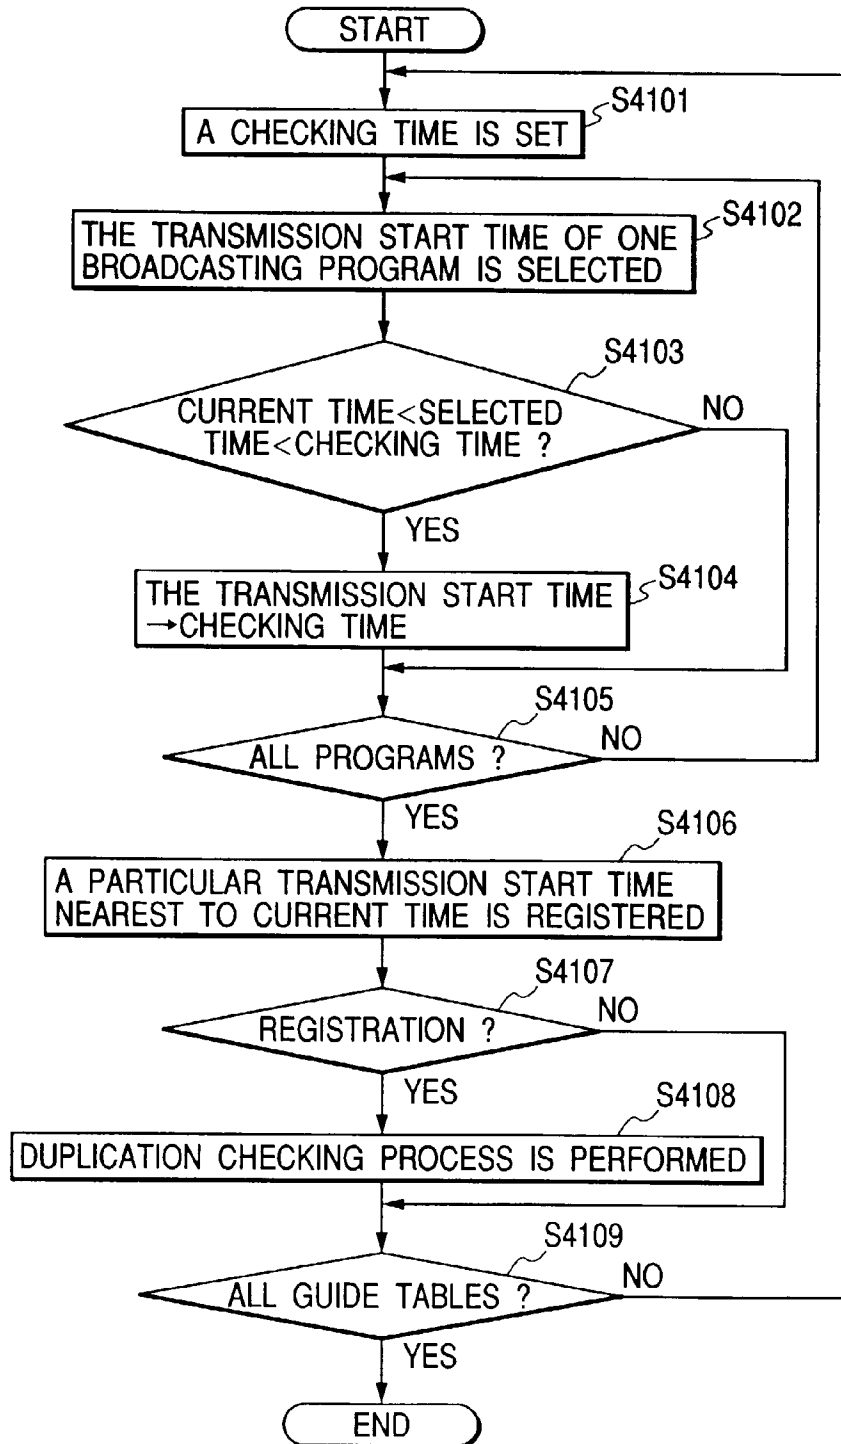 START
S4101
A CHECKING TIME IS SET
S4102
THE TRANSMISSION START TIME OF ONE
BROADCASTING PROGRAM IS SELECTED
S4103
CURRENT TIME<SELECTED
TIME<CHECKING TIME ?
NO
YES
S4104
THE TRANSMISSION START TIME
→CHECKING TIME
S4105
ALL PROGRAMS ?
NO
YES
S4106
A PARTICULAR TRANSMISSION START TIME
NEAREST TO CURRENT TIME IS REGISTERED
S4107
REGISTRATION ?
NO
YES
S4108
DUPLICATION CHECKING PROCESS IS PERFORMED
S4109
ALL GUIDE TABLES ?
NO
YES
END